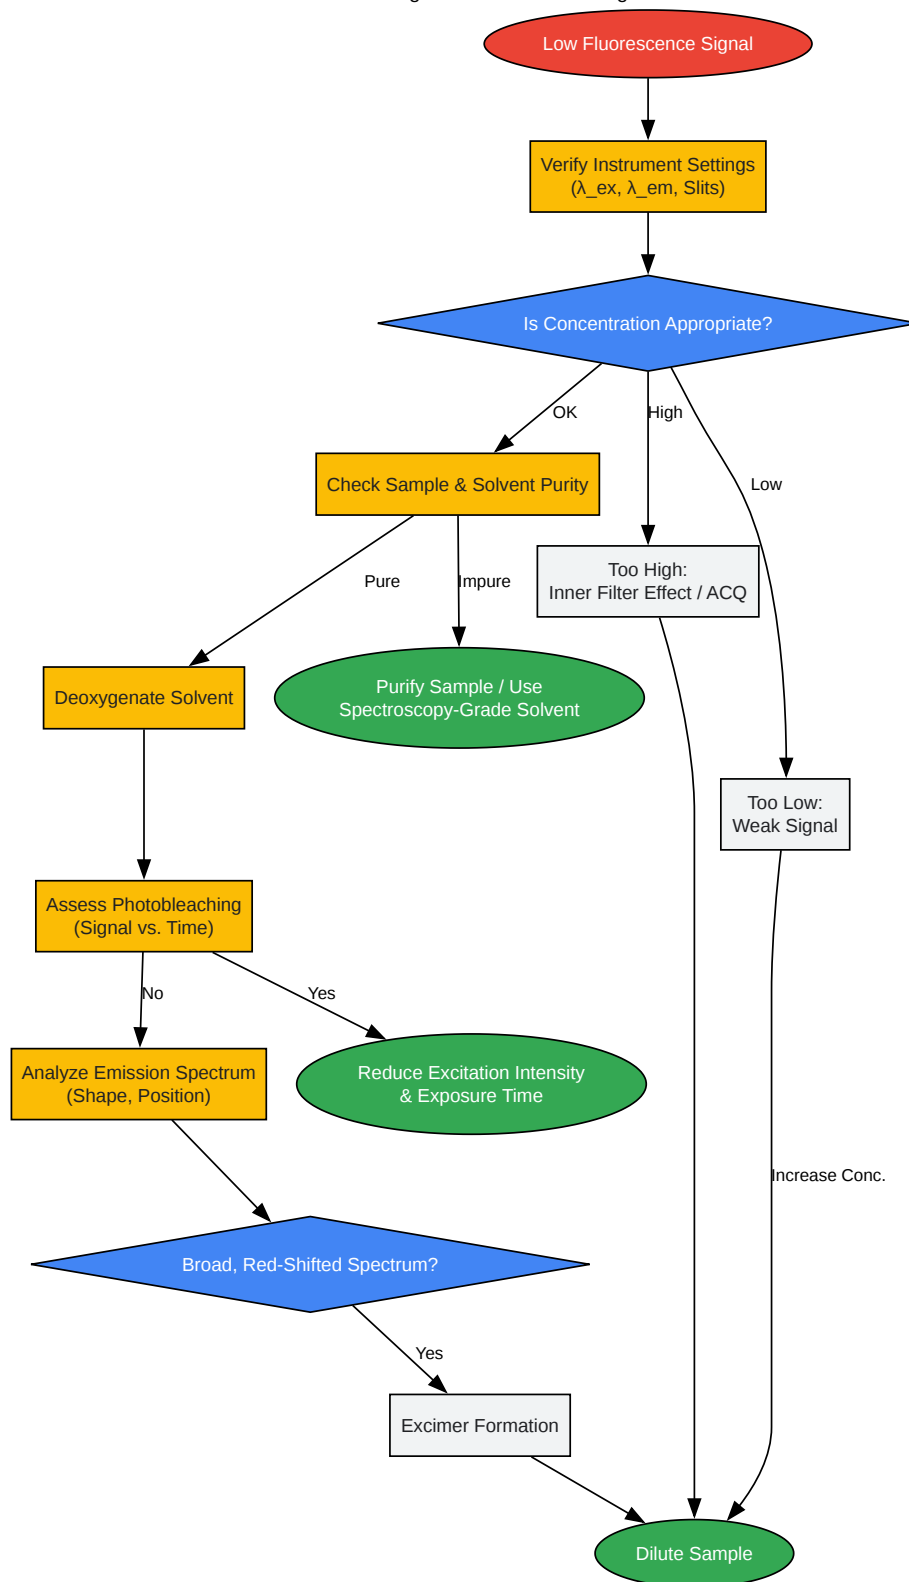 Low Fluorescence Signal
Verify Instrument Settings
(λ_ex, λ_em, Slits)
Is Concentration Appropriate?
OK
High
Low
Check Sample & Solvent Purity
Too High:
Inner Filter Effect / ACQ
Pure
Impure
Deoxygenate Solvent
Purify Sample / Use
Spectroscopy-Grade Solvent
Too Low:
Weak Signal
Assess Photobleaching
(Signal vs. Time)
No
Yes
Analyze Emission Spectrum
(Shape, Position)
Reduce Excitation Intensity
& Exposure Time
Increase Conc.
Broad, Red-Shifted Spectrum?
Yes
Excimer Formation
Dilute Sample